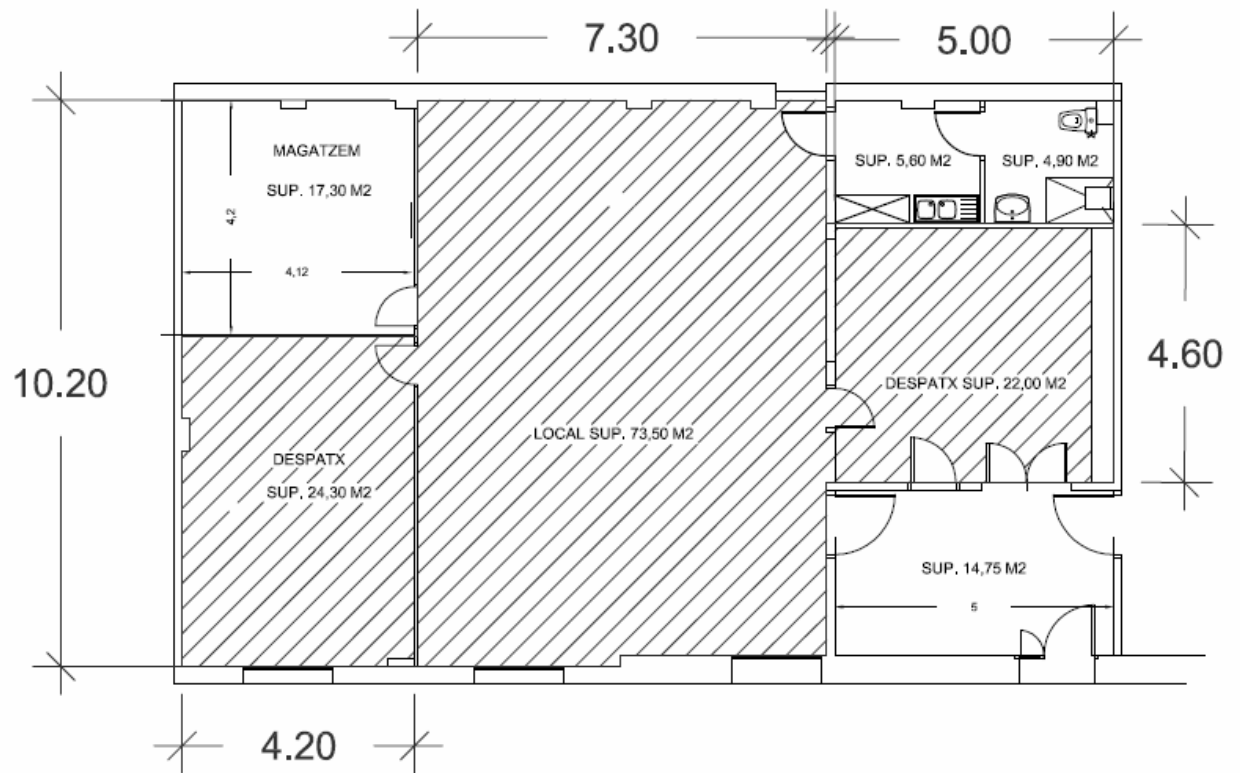 7.30
5.00
MAGATZEM
SUP. 17,30 M2
SUP. 5,60 M2
SUP. 4,90 M2
4,2
4,12
10.20
4.60
DESPATX SUP. 22,00 M2
LOCAL SUP. 73,50 M2
DESPATX
SUP. 24,30 M2
SUP. 14,75 M2
5
4.20